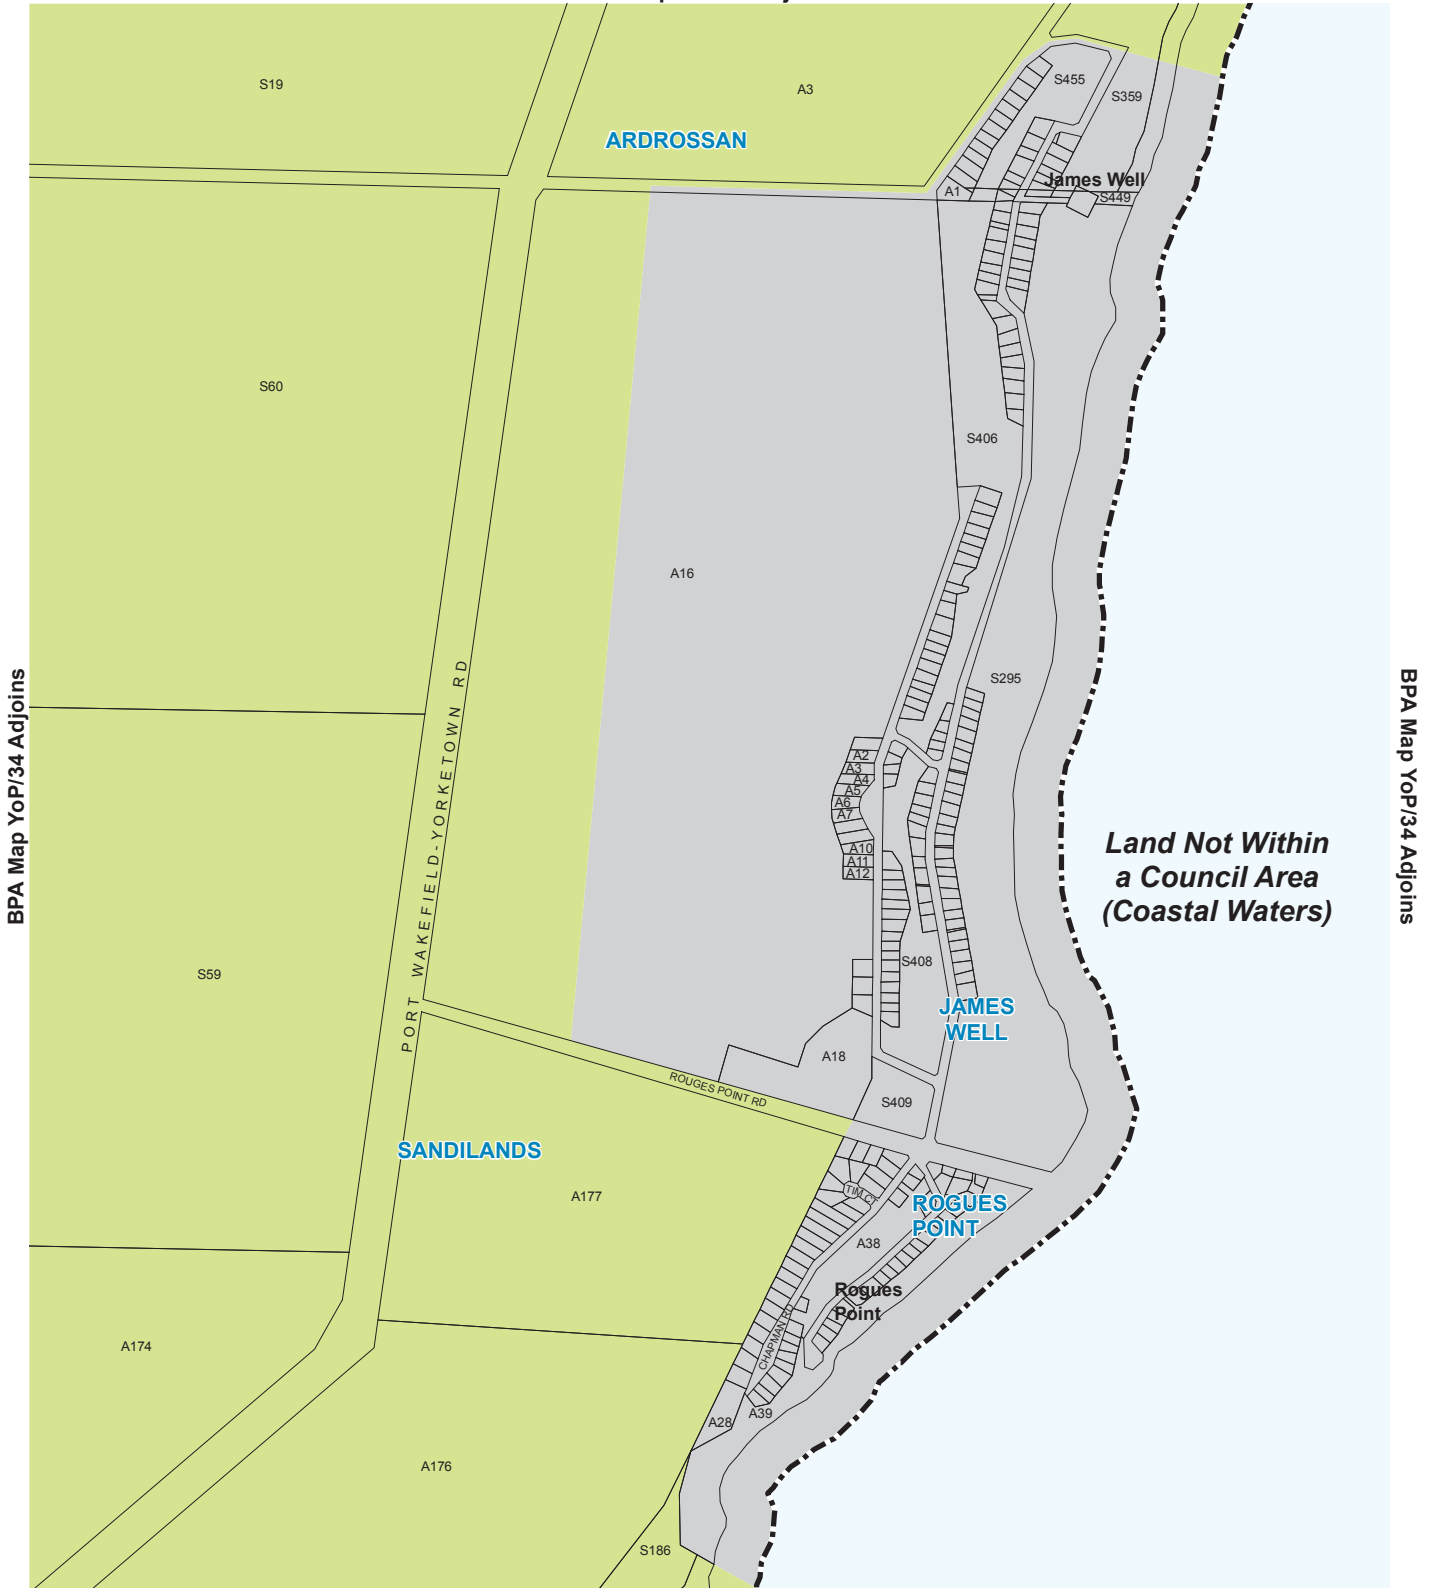 S19
A3
S455
S359
ARDROSSAN
James Well
A1
S449
S60
S406
A16
PORT WAKEFIELD-YORKETOWN RD
S295
BPA Map YoP/34 Adjoins
BPA Map YoP/34 Adjoins
A2
A3
A4
A5
A6
A7
A10
A11
A12
Land Not Within
a Council Area
(Coastal Waters)
S59
S408
JAMES
WELL
A18
ROUGES POINT RD
S409
SANDILANDS
A177
TIM CT
ROGUES
POINT
A38
Rogues
Point
CHAPMAN RD
A174
A28
A39
A176
S186